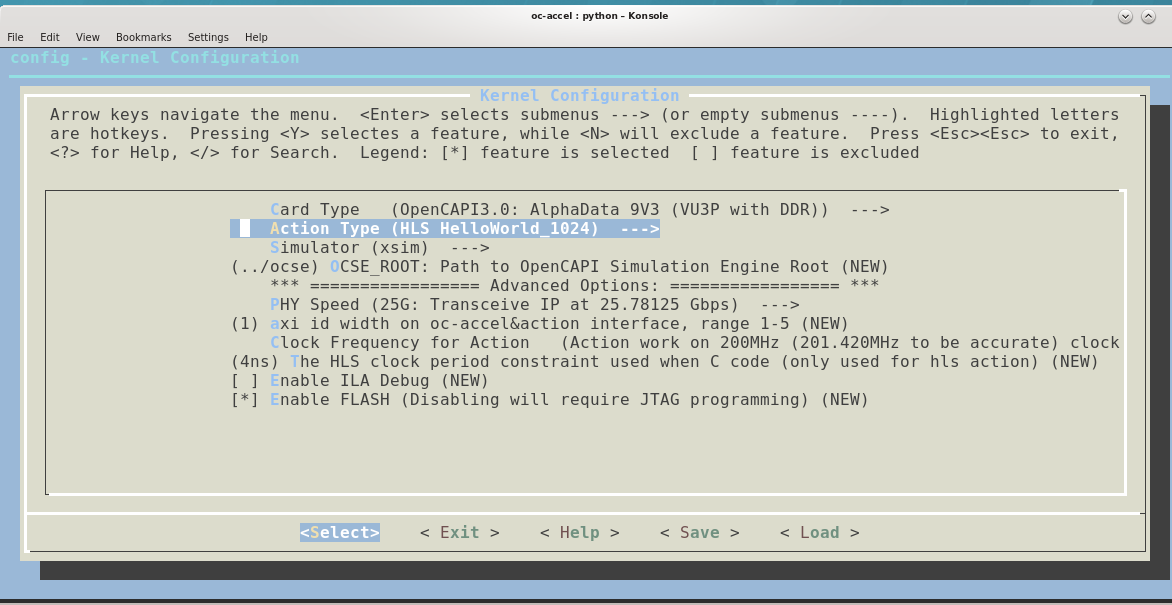 oc-accel : python – Konsole
File Edit View Bookmarks Settings Help
config - Kernel Configuration
Kernel Configuration
Arrow keys navigate the menu.  <Enter> selects submenus ---> (or empty submenus ----).  Highlighted letters
are hotkeys.  Pressing <Y> selectes a feature, while <N> will exclude a feature.  Press <Esc><Esc> to exit,
<?> for Help, </> for Search.  Legend: [*] feature is selected  [ ] feature is excluded
Card Type   (OpenCAPI3.0: AlphaData 9V3 (VU3P with DDR))  --->
Action Type (HLS HelloWorld_1024)  --->
Simulator (xsim)  --->
(../ocse) OCSE_ROOT: Path to OpenCAPI Simulation Engine Root (NEW)
*** ================= Advanced Options: ================= ***
PHY Speed (25G: Transceive IP at 25.78125 Gbps)  --->
(1) axi id width on oc-accel&action interface, range 1-5 (NEW)
Clock Frequency for Action   (Action work on 200MHz (201.420MHz to be accurate) clock
(4ns) The HLS clock period constraint used when C code (only used for hls action) (NEW)
[ ] Enable ILA Debug (NEW)
[*] Enable FLASH (Disabling will require JTAG programming) (NEW)
<Select>    < Exit >    < Help >    < Save >    < Load >